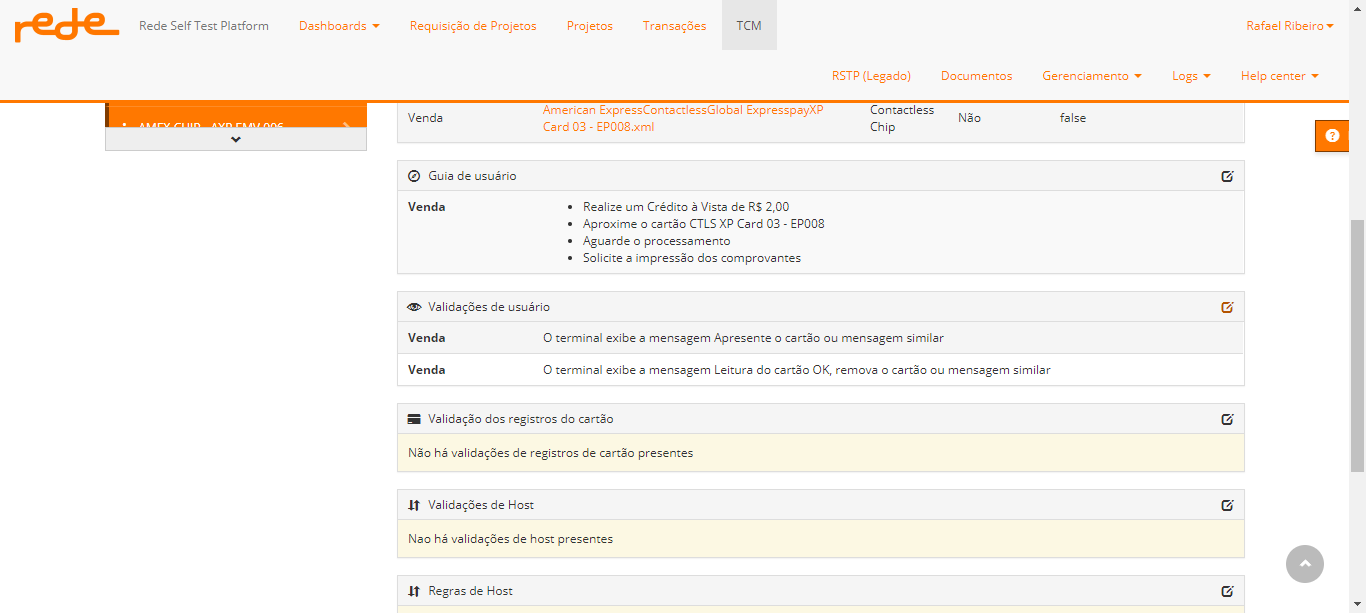 rede Rede Self Test Platform Dashboards Requisição de Projetos Projetos Transações TCM Rafael Ribeiro
RSTP (Legado) Documentos Gerenciamento Logs Help center
AMEX CHIP - AXP EMV 006
Venda American ExpressContactlessGlobal ExpresspayXP Contactless Não false
Card 03 - EP008.xml Chip
Guia de usuário
Venda
Realize um Crédito à Vista de R$ 2,00
Aproxime o cartão CTLS XP Card 03 - EP008
Aguarde o processamento
Solicite a impressão dos comprovantes
Validações de usuário
Venda O terminal exibe a mensagem Apresente o cartão ou mensagem similar
Venda O terminal exibe a mensagem Leitura do cartão OK, remova o cartão ou mensagem similar
Validação dos registros do cartão
Não há validações de registros de cartão presentes
Validações de Host
Nao há validações de host presentes
Regras de Host